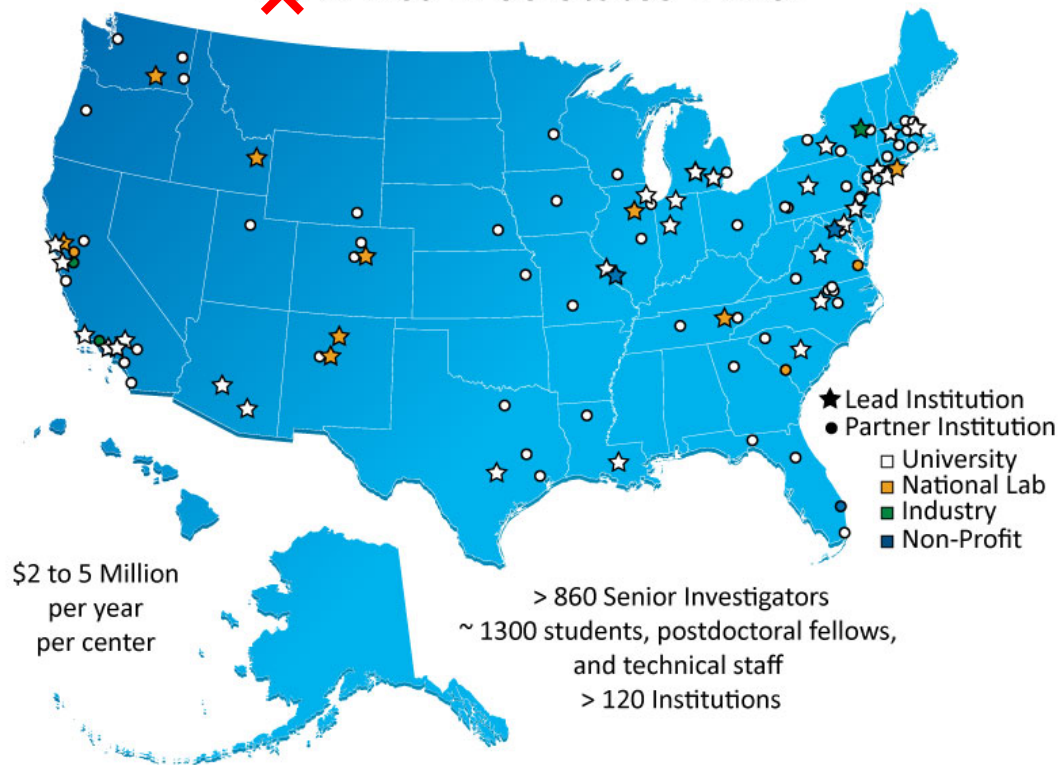 ★ Lead Institution
● Partner Institution
University
National Lab
Industry
Non-Profit
$2 to 5 Million
per year
per center
> 860 Senior Investigators
~ 1300 students, postdoctoral fellows,
and technical staff
> 120 Institutions